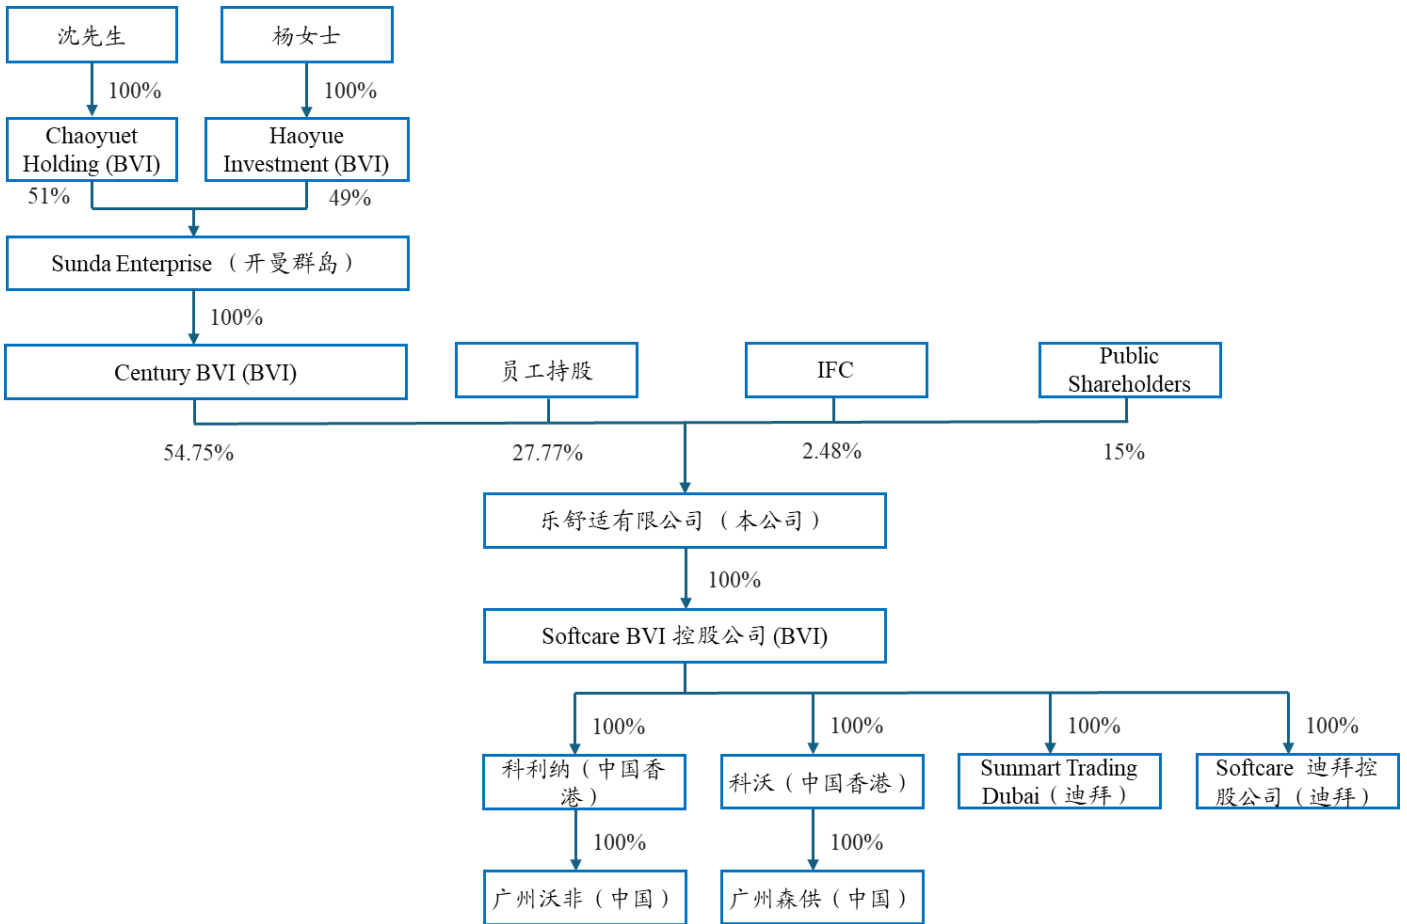 沈先生
杨女士
100%
100%
Chaoyuet
Holding (BVI)
Haoyue
Investment (BVI)
51%
49%
Sunda Enterprise （开曼群岛）
100%
Century BVI (BVI)
员工持股
IFC
Public
Shareholders
54.75%
27.77%
2.48%
15%
乐舒适有限公司（本公司）
100%
Softcare BVI 控股公司(BVI)
100%
100%
100%
100%
科利纳（中国香
港）
科沃（中国香港）
Sunmart Trading
Dubai（迪拜）
Softcare 迪拜控
股公司（迪拜）
100%
100%
广州沃非（中国）
广州森供（中国）